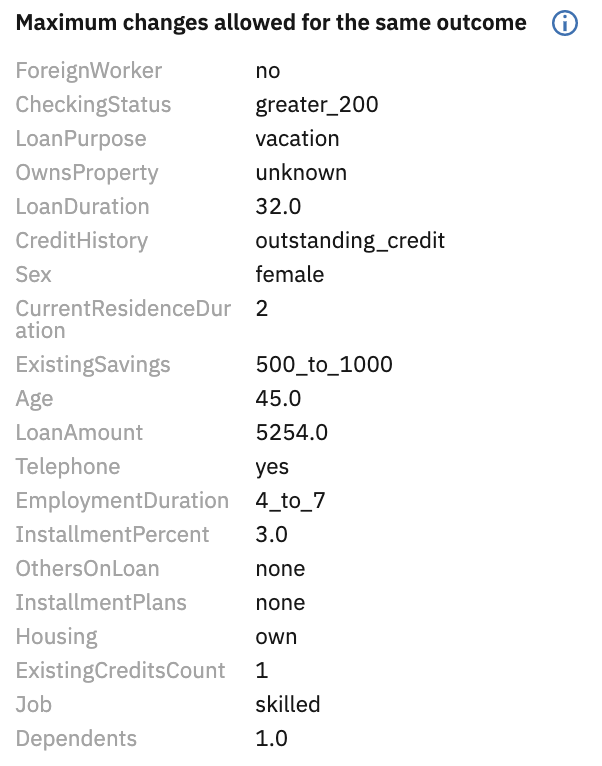 Maximum changes allowed for the same outcome
ForeignWorker no
CheckingStatus greater_200
LoanPurpose vacation
OwnsProperty unknown
LoanDuration 32.0
CreditHistory outstanding_credit
Sex female
CurrentResidenceDur 2
ation
ExistingSavings 500_to_1000
Age 45.0
LoanAmount 5254.0
Telephone yes
EmploymentDuration 4_to_7
InstallmentPercent 3.0
OthersOnLoan none
InstallmentPlans none
Housing own
ExistingCreditsCount 1
Job skilled
Dependents 1.0